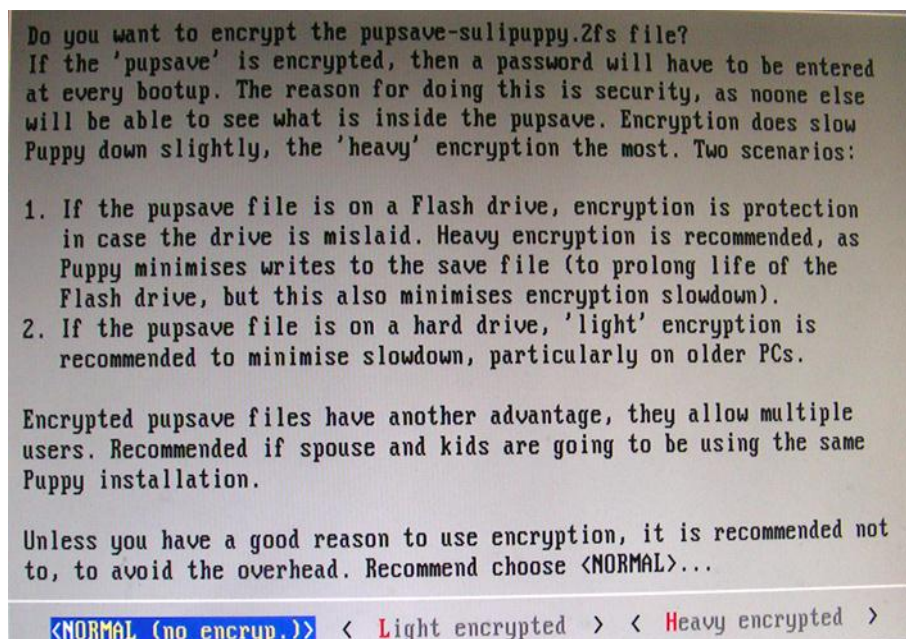 Do you want to encrypt the pupsave-sulipuppy.2fs file?
If the 'pupsave' is encrypted, then a password will have to be entered
at every bootup. The reason for doing this is security, as noone else
will be able to see what is inside the pupsave. Encryption does slow
Puppy down slightly, the 'heavy' encryption the most. Two scenarios:
1. If the pupsave file is on a Flash drive, encryption is protection
in case the drive is mislaid. Heavy encryption is recommended, as
Puppy minimises writes to the save file (to prolong life of the
Flash drive, but this also minimises encryption slowdown).
2. If the pupsave file is on a hard drive, 'light' encryption is
recommended to minimise slowdown, particularly on older PCs.
Encrypted pupsave files have another advantage, they allow multiple
users. Recommended if spouse and kids are going to be using the same
Puppy installation.
Unless you have a good reason to use encryption, it is recommended not
to, to avoid the overhead. Recommend choose <NORMAL>...
<NORMAL (no encryp.)> < Light encrypted > < Heavy encrypted >